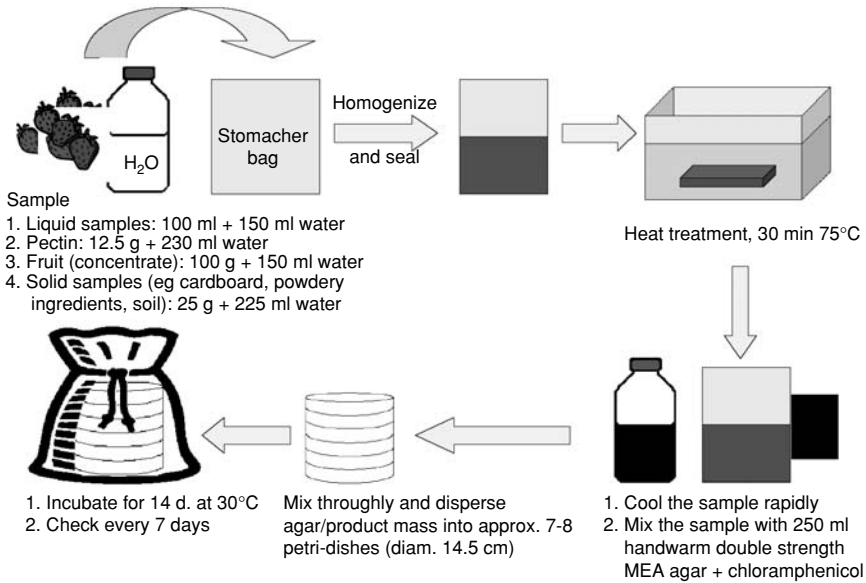 H2O
Stomacher
bag
Homogenize
and seal
Sample
1. Liquid samples: 100 ml + 150 ml water
2. Pectin: 12.5 g + 230 ml water
3. Fruit (concentrate): 100 g + 150 ml water
4. Solid samples (eg cardboard, powdery
ingredients, soil): 25 g + 225 ml water
Heat treatment, 30 min 75°C
1. Cool the sample rapidly
2. Mix the sample with 250 ml
handwarm double strength
MEA agar + chloramphenicol
Mix throughly and disperse
agar/product mass into approx. 7-8
petri-dishes (diam. 14.5 cm)
1. Incubate for 14 d. at 30°C
2. Check every 7 days